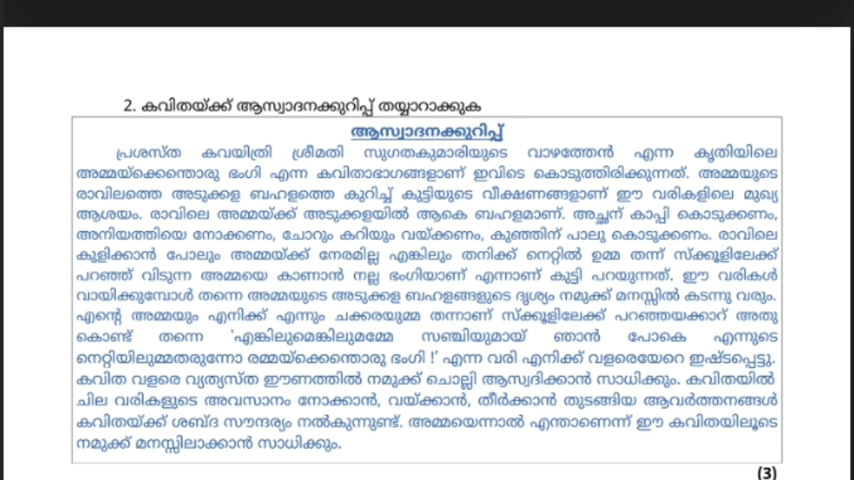 2. കവിതയ്ക്ക് ആസ്വാദനക്കുറിപ്പ് തയ്യാറാക്കുക
ആസ്വാദനക്കുറിപ്പ്
പ്രശസ്ത കവയിത്രി ശ്രീമതി സുഗതകുമാരിയുടെ വാഴത്തേൻ എന്ന കൃതിയിലെ
അമ്മയ്ക്കെന്തൊരു ഭംഗി എന്ന കവിതാഭാഗങ്ങളാണ് ഇവിടെ കൊടുത്തിരിക്കുന്നത്. അമ്മയുടെ
രാവിലത്തെ അടുക്കള ബഹളത്തെ കുറിച്ച് കുട്ടിയുടെ വീക്ഷണങ്ങളാണ് ഈ വരികളിലെ മുഖ്യ
ആശയം. രാവിലെ അമ്മയ്ക്ക് അടുക്കളയിൽ ആകെ ബഹളമാണ്. അച്ഛന് കാപ്പി കൊടുക്കണം,
അനിയത്തിയെ നോക്കണം, ചോറും കറിയും വയ്ക്കണം, കുഞ്ഞിന് പാലു കൊടുക്കണം. രാവിലെ
കുളിക്കാൻ പോലും അമ്മയ്ക്ക് നേരമില്ല എങ്കിലും തനിക്ക് നെറ്റിൽ ഉമ്മ തന്ന് സ്ക്കൂളിലേക്ക്
പറഞ്ഞ് വിടുന്ന അമ്മയെ കാണാൻ നല്ല ഭംഗിയാണ് എന്നാണ് കുട്ടി പറയുന്നത്. ഈ വരികൾ
വായിക്കുമ്പോൾ തന്നെ അമ്മയുടെ അടുക്കള ബഹളങ്ങളുടെ ദൃശ്യം നമുക്ക് മനസ്സിൽ കടന്നു വരും.
എന്റെ അമ്മയും എനിക്ക് എന്നും ചക്കരയുമ്മ തന്നാണ് സ്ക്കൂളിലേക്ക് പറഞ്ഞയക്കാറ് അതു
കൊണ്ട് തന്നെ 'എങ്കിലുമെങ്കിലുമമ്മേ സഞ്ചിയുമായ് ഞാൻ പോകെ എന്നുടെ
നെറ്റിയിലുമ്മതരുന്നോ രമ്മയ്ക്കെന്തൊരു ഭംഗി !' എന്ന വരി എനിക്ക് വളരെയേറെ ഇഷ്ടപ്പെട്ടു.
കവിത വളരെ വ്യത്യസ്ത ഈണത്തിൽ നമുക്ക് ചൊല്ലി ആസ്വദിക്കാൻ സാധിക്കും. കവിതയിൽ
ചില വരികളുടെ അവസാനം നോക്കാൻ, വയ്ക്കാൻ, തീർക്കാൻ തുടങ്ങിയ ആവർത്തനങ്ങൾ
കവിതയ്ക്ക് ശബ്ദ സൗന്ദര്യം നൽകുന്നുണ്ട്. അമ്മയെന്നാൽ എന്താണെന്ന് ഈ കവിതയിലൂടെ
നമുക്ക് മനസ്സിലാക്കാൻ സാധിക്കും.
(3)